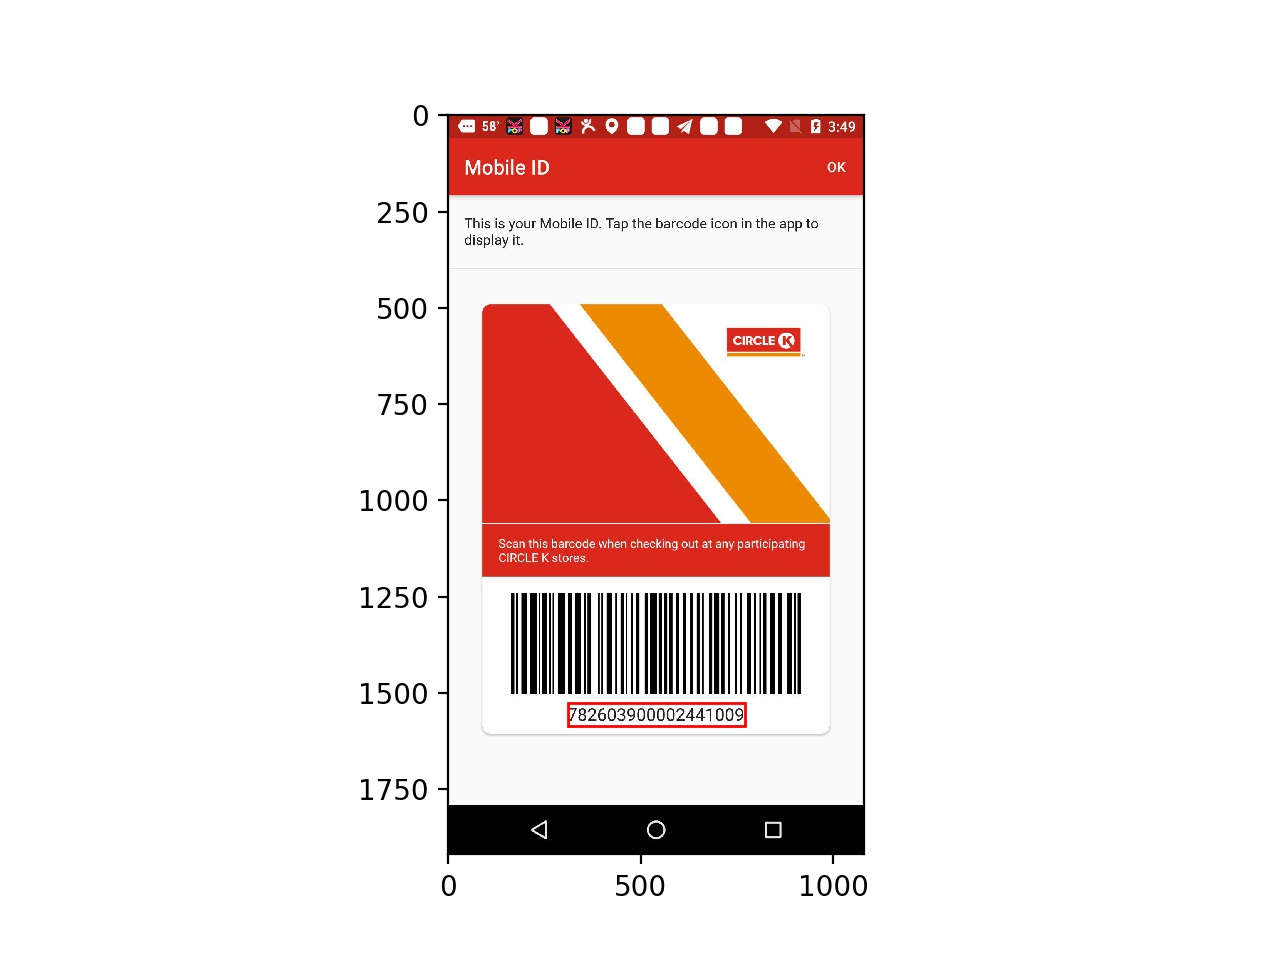 0
250
500
750
1000
1250
1500
1750
58°
3:49
Mobile ID
OK
This is your Mobile ID. Tap the barcode icon in the app to
display it.
CIRCLE K
Scan this barcode when checking out at any participating
CIRCLE K stores.
7826039000002441009
0
500
1000